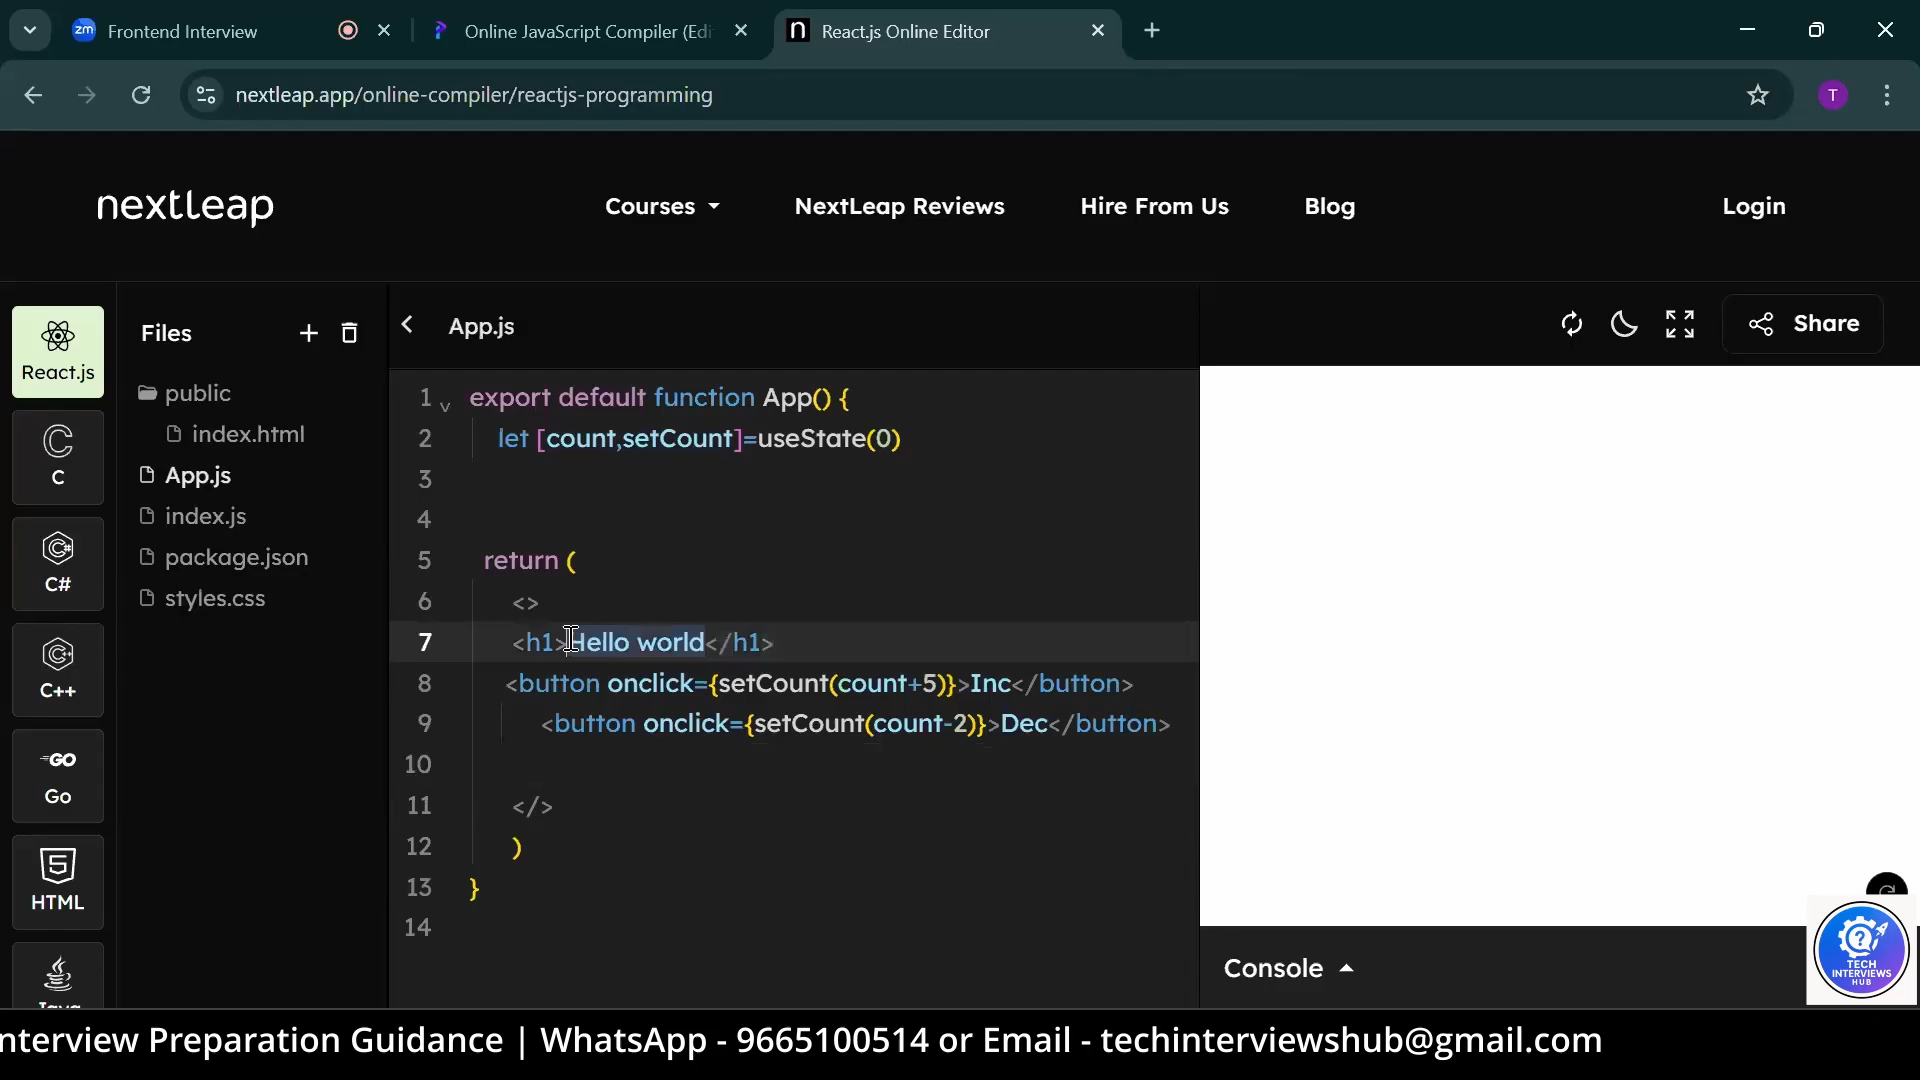 Frontend Interview
Online JavaScript Compiler (Edi
React.js Online Editor
nextleap.app/online-compiler/reactjs-programming
T
nextleap
Courses
NextLeap Reviews
Hire From Us
Blog
Login
React.js
C
C#
C++
GO
Go
HTML
Java
Files
public
index.html
App.js
index.js
package.json
styles.css
App.js
Share
1 export default function App() {
2 let [count,setCount]=useState(0)
3
4
5 return (
6 <>
7 <h1>Hello world</h1>
8 <button onclick={setCount(count+5)}>Inc</button>
9 <button onclick={setCount(count-2)}>Dec</button>
10
11 </>
12 )
13 }
14
Console
TECH
INTERVIEWS
HUB
nterview Preparation Guidance | WhatsApp - 9665100514 or Email - techinterviewshub@gmail.com